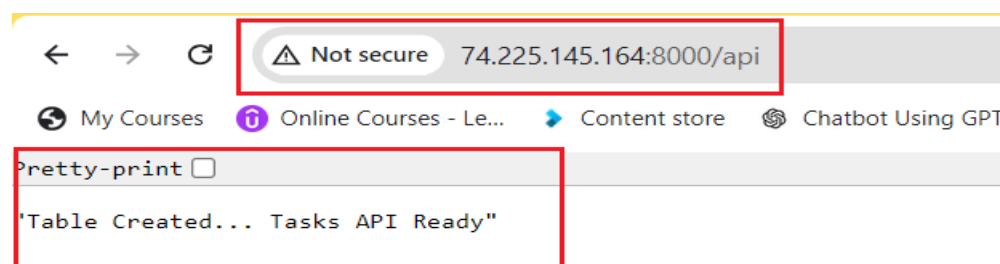 Not secure 74.225.145.164:8000/api
My Courses Online Courses - Le... Content store Chatbot Using GPT
Pretty-print
"Table Created... Tasks API Ready"